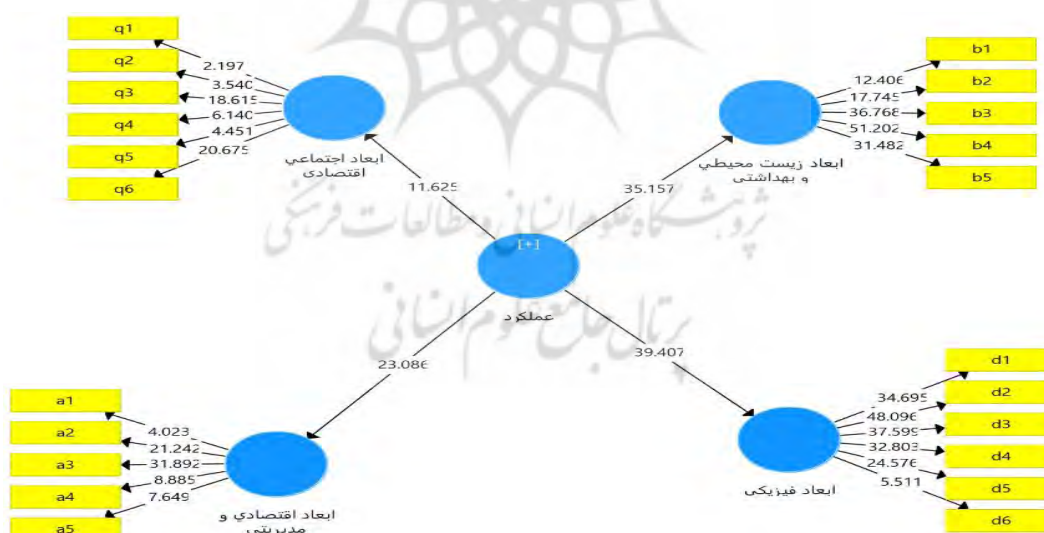 q1
q2
q3
q4
q5
q6
2.197
3.540
18.615
6.140
4.451
20.675
ابعاد اجتماعي
اقتصادی
11.625
b1
b2
b3
b4
b5
12.406
17.745
36.768
51.202
31.482
ابعاد زیست محیطي
و بهداشتی
35.157
پژوهشگاه علوم انسانی و مطالعات فرهنگی
[+]
عملکرد
پرتال جامع علوم انسانی
23.086
39.407
a1
a2
a3
a4
a5
4.023
21.242
31.892
8.885
7.649
ابعاد اقتصادي و
مدیریتی
d1
d2
d3
d4
d5
d6
34.695
48.096
37.599
32.803
24.576
5.511
ابعاد فیزیکی